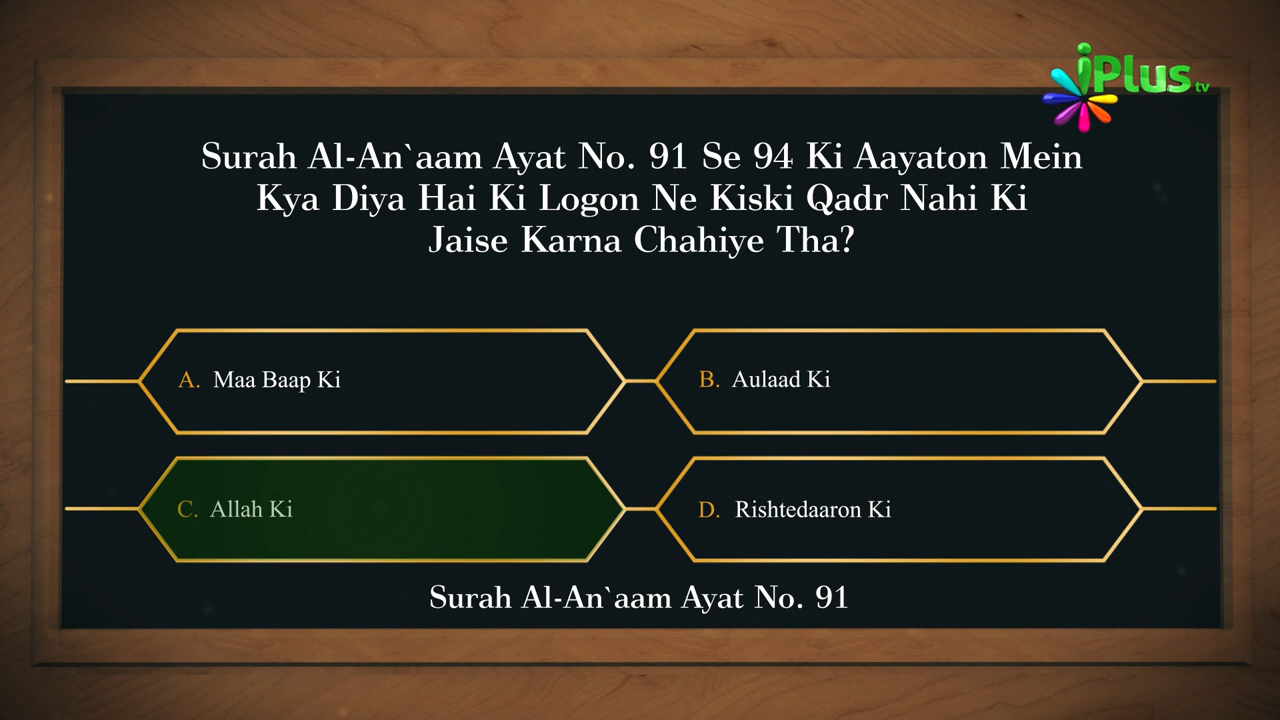 iPlus tv
Surah Al-An`aam Ayat No. 91 Se 94 Ki Aayaton Mein
Kya Diya Hai Ki Logon Ne Kiski Qadr Nahi Ki
Jaise Karna Chahiye Tha?
A. Maa Baap Ki
B. Aulaad Ki
C. Allah Ki
D. Rishtedaaron Ki
Surah Al-An`aam Ayat No. 91